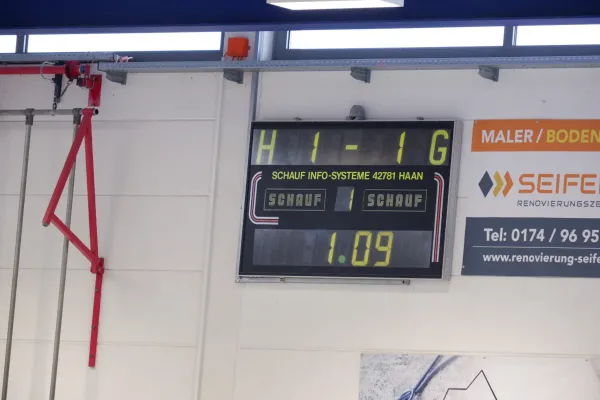 H 1 - 1 G
SCHAUF INFO-SYSTEME 42781 HAAN
SCHAUF 1 SCHAUF
1.09
MALER / BODEN
SEIFE
RENOVIERUNGSZE
Tel: 0174 / 96 95
www.renovierung-seife